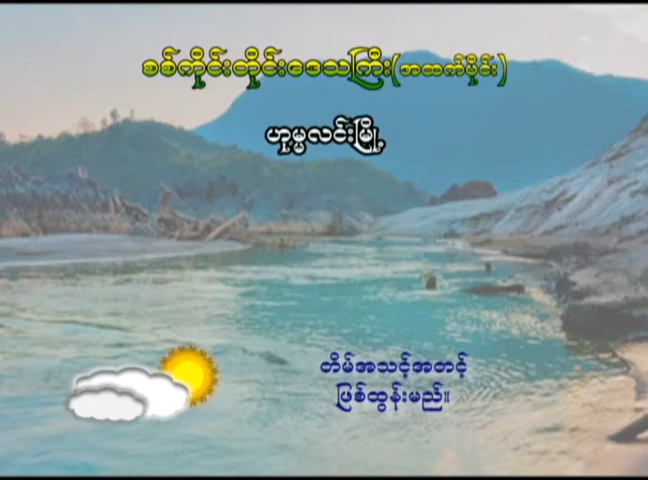 စစ်ကိုင်းတိုင်းဒေသကြီး(အထက်ပိုင်း)
ဟုမ္မလင်းမြို့
တိမ်အသင့်အတင့်
ဖြစ်ထွန်းမည်။